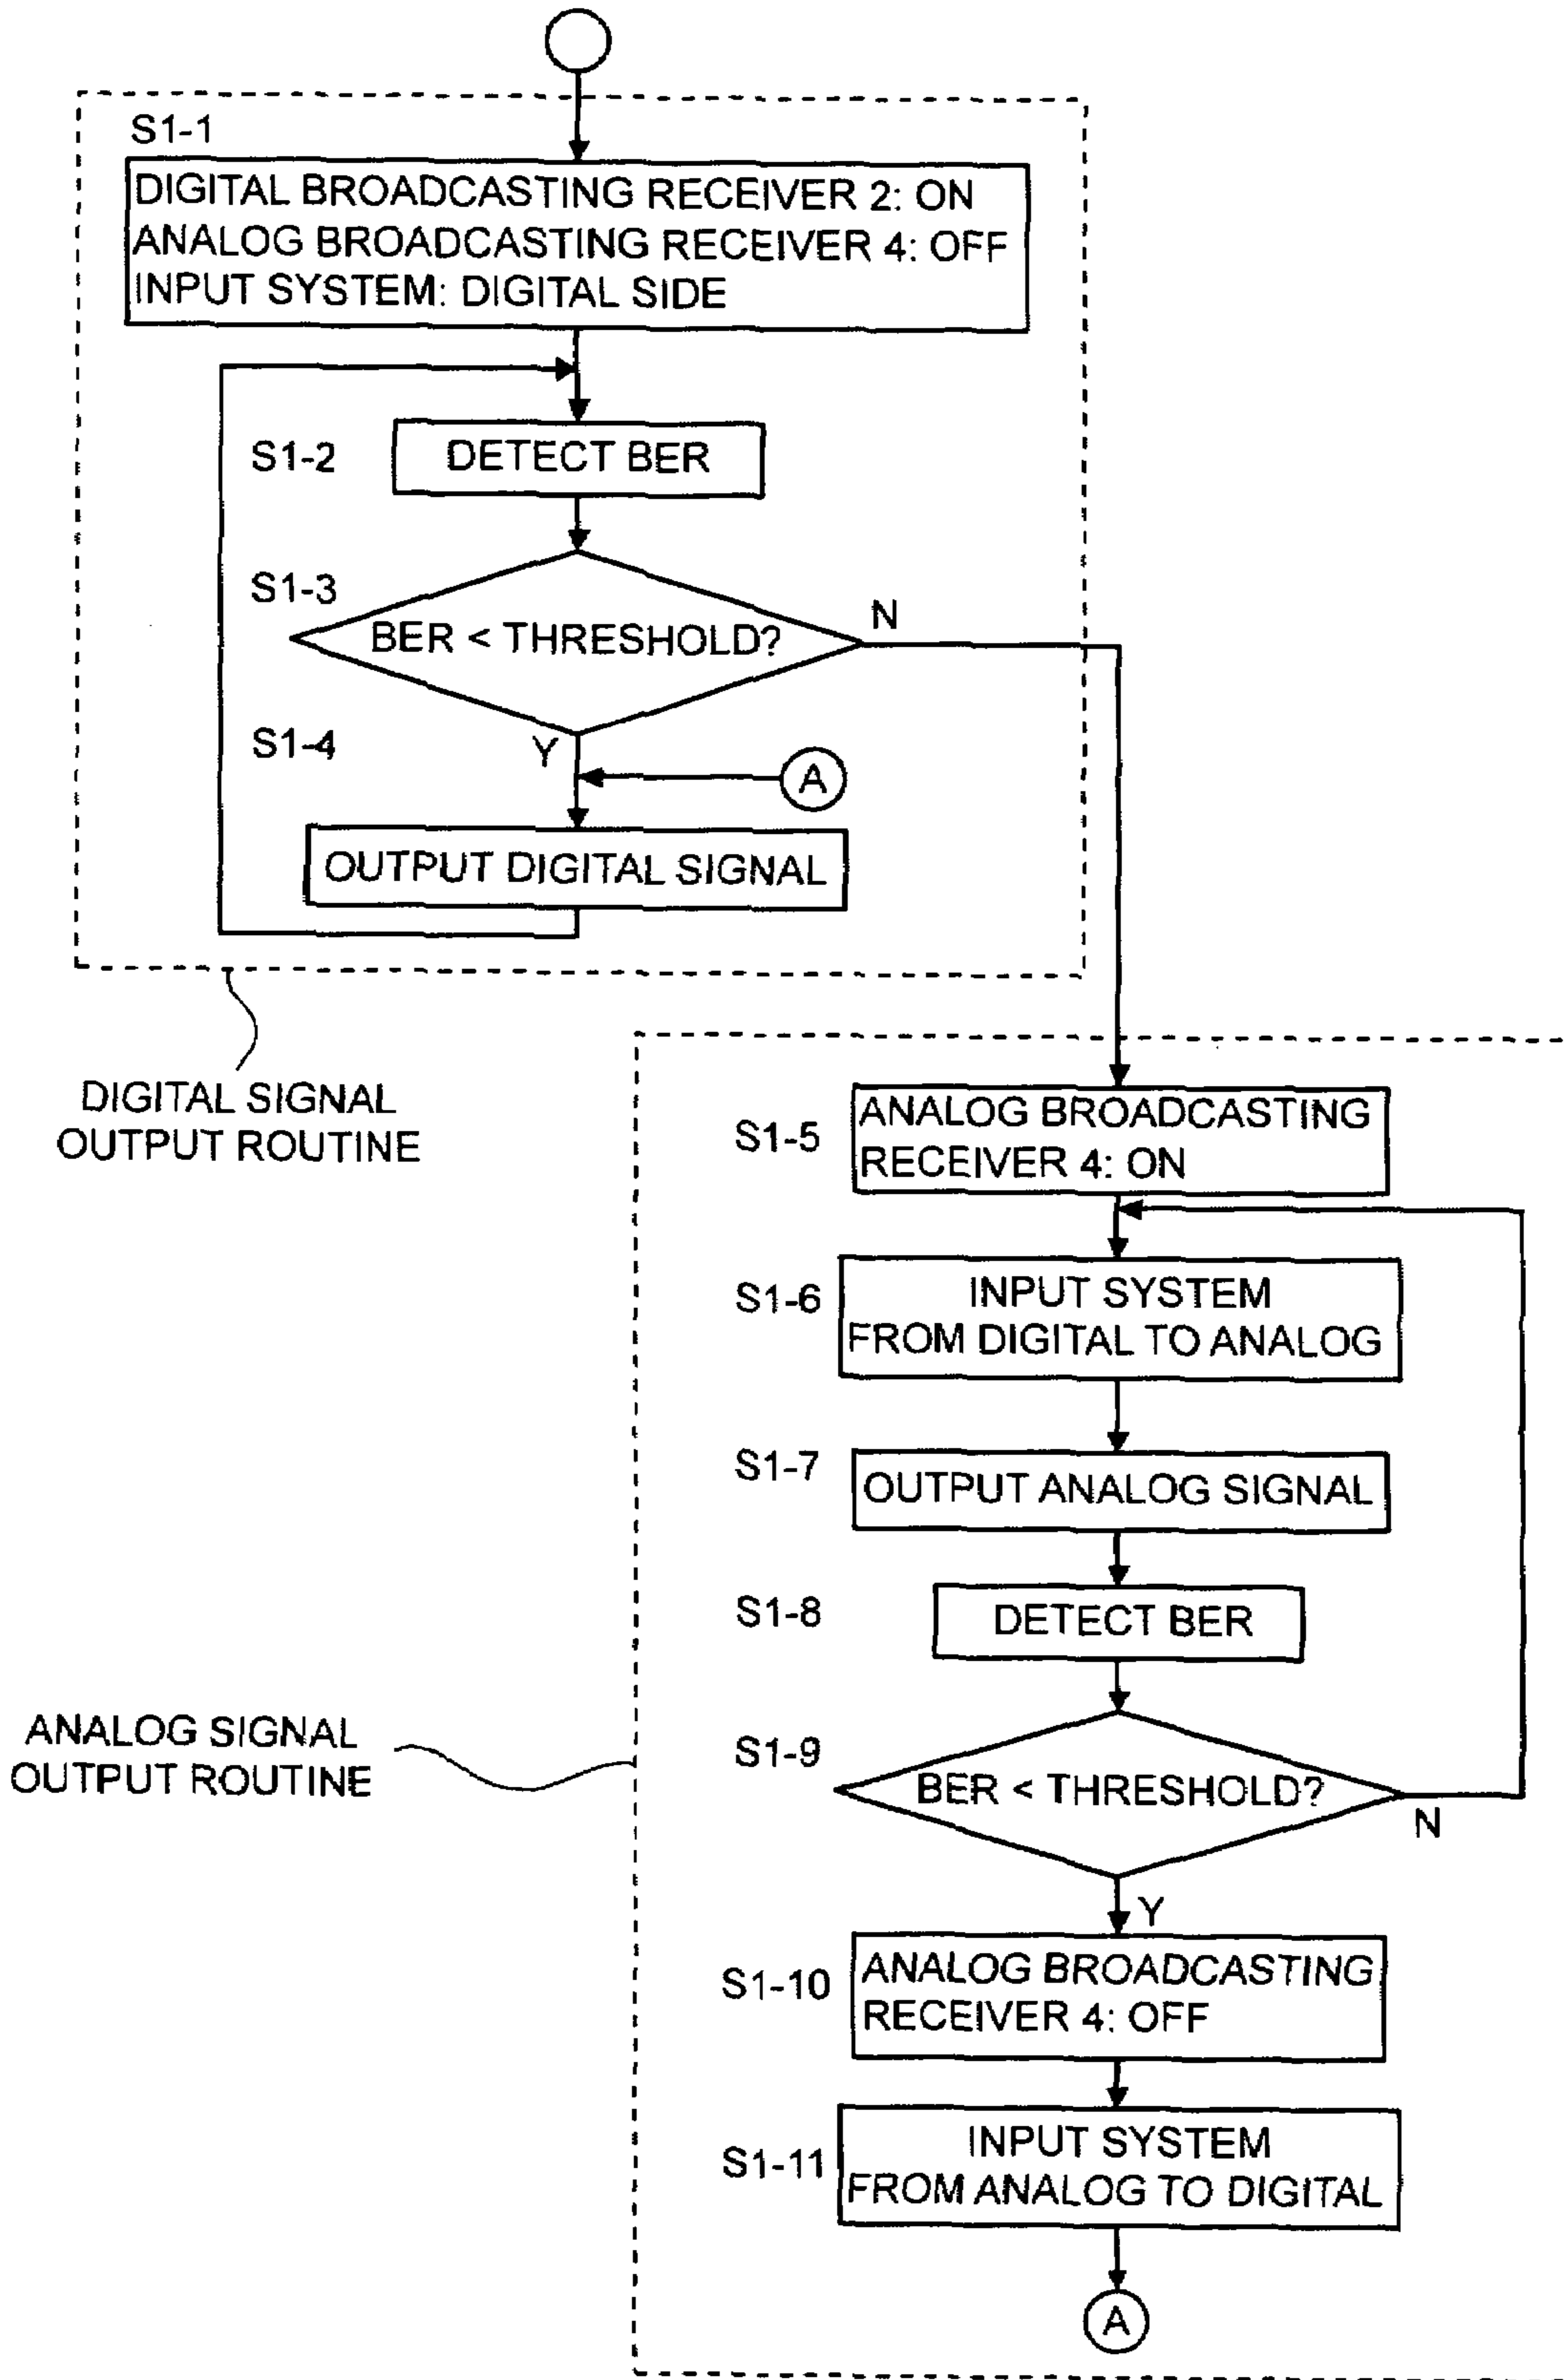 S1-1
DIGITAL BROADCASTING RECEIVER 2: ON
ANALOG BROADCASTING RECEIVER 4: OFF
INPUT SYSTEM: DIGITAL SIDE
S1-2
DETECT BER
S1-3
BER < THRESHOLD?
N
S1-4
Y
A
OUTPUT DIGITAL SIGNAL
DIGITAL SIGNAL
OUTPUT ROUTINE
S1-5
ANALOG BROADCASTING
RECEIVER 4: ON
S1-6
INPUT SYSTEM
FROM DIGITAL TO ANALOG
S1-7
OUTPUT ANALOG SIGNAL
S1-8
DETECT BER
ANALOG SIGNAL
OUTPUT ROUTINE
S1-9
BER < THRESHOLD?
N
Y
S1-10
ANALOG BROADCASTING
RECEIVER 4: OFF
S1-11
INPUT SYSTEM
FROM ANALOG TO DIGITAL
A